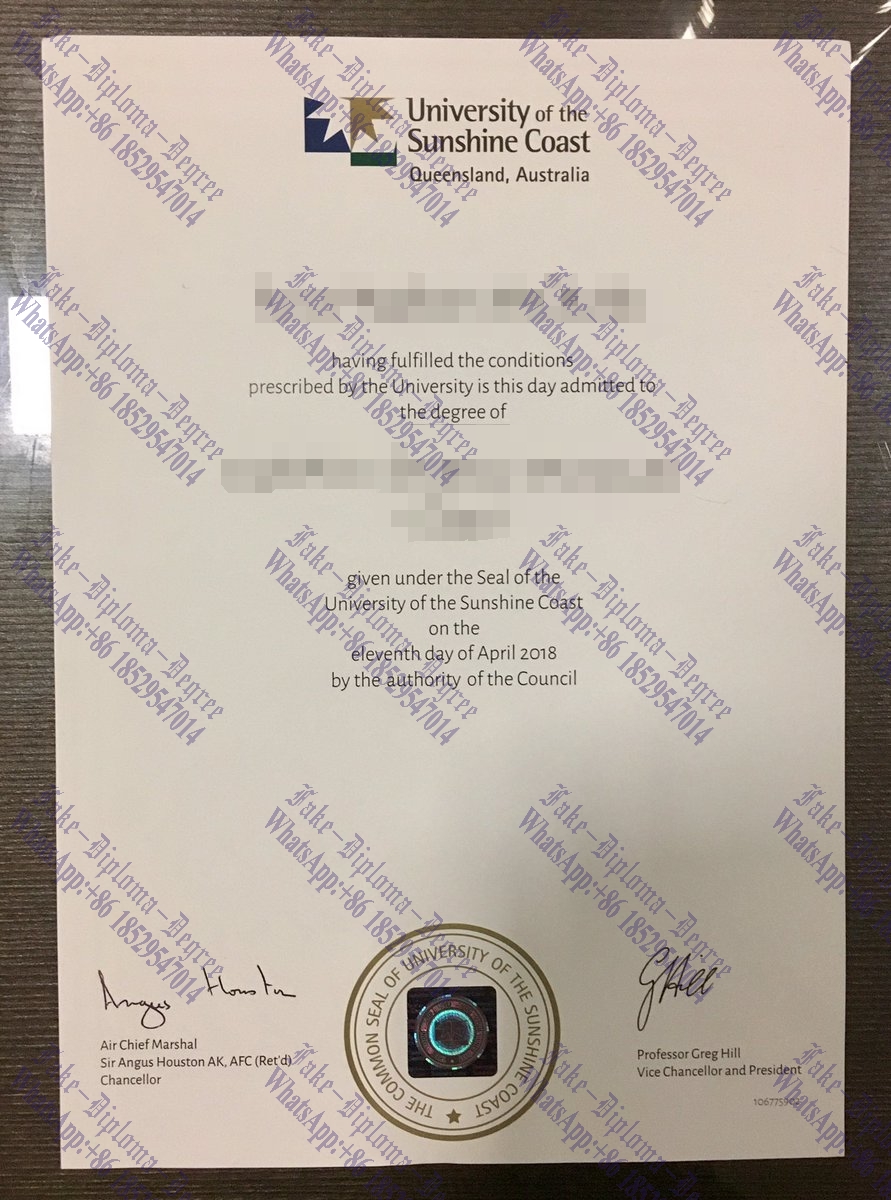 University of the
Sunshine Coast
Queensland, Australia
having fulfilled the conditions
prescribed by the University is this day admitted to
the degree of
given under the Seal of the
University of the Sunshine Coast
on the
eleventh day of April 2018
by the authority of the Council
THE COMMON SEAL OF UNIVERSITY OF THE SUNSHINE COAST
Air Chief Marshal
Sir Angus Houston AK, AFC (Ret'd)
Chancellor
Angus Houston
GHill
Professor Greg Hill
Vice Chancellor and President
Fake-Diploma-Degree
WhatsApp:+86 18529547014